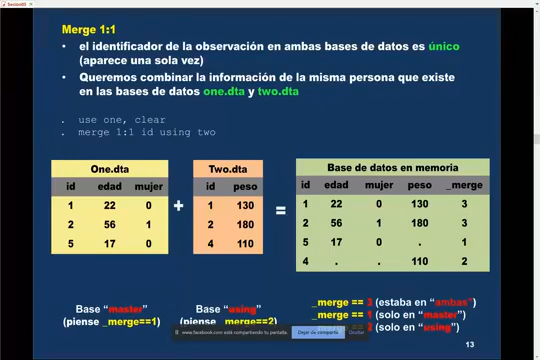 Merge 1:1
• el identificador de la observación en ambas bases de datos es único
(aparece una sola vez)
• Queremos combinar la información de la misma persona que existe
en las bases de datos one.dta y two.dta
. use one, clear
. merge 1:1 id using two
One.dta
id edad mujer
1 22 0
2 56 1
5 17 0
+
Two.dta
id peso
1 130
2 180
4 110
=
Base de datos en memoria
id edad mujer peso _merge
1 22 0 130 3
2 56 1 180 3
5 17 0 . 1
4 . . 110 2
Base “master”
(piense _merge==1)
Base “using”
(piense _merge==2)
_merge == 3 (estaba en “ambas”)
_merge == 1 (solo en “master”)
(solo en “using”)
www.facebook.com está compartiendo tu pantalla.
Dejar de compartir
Ocultar
13